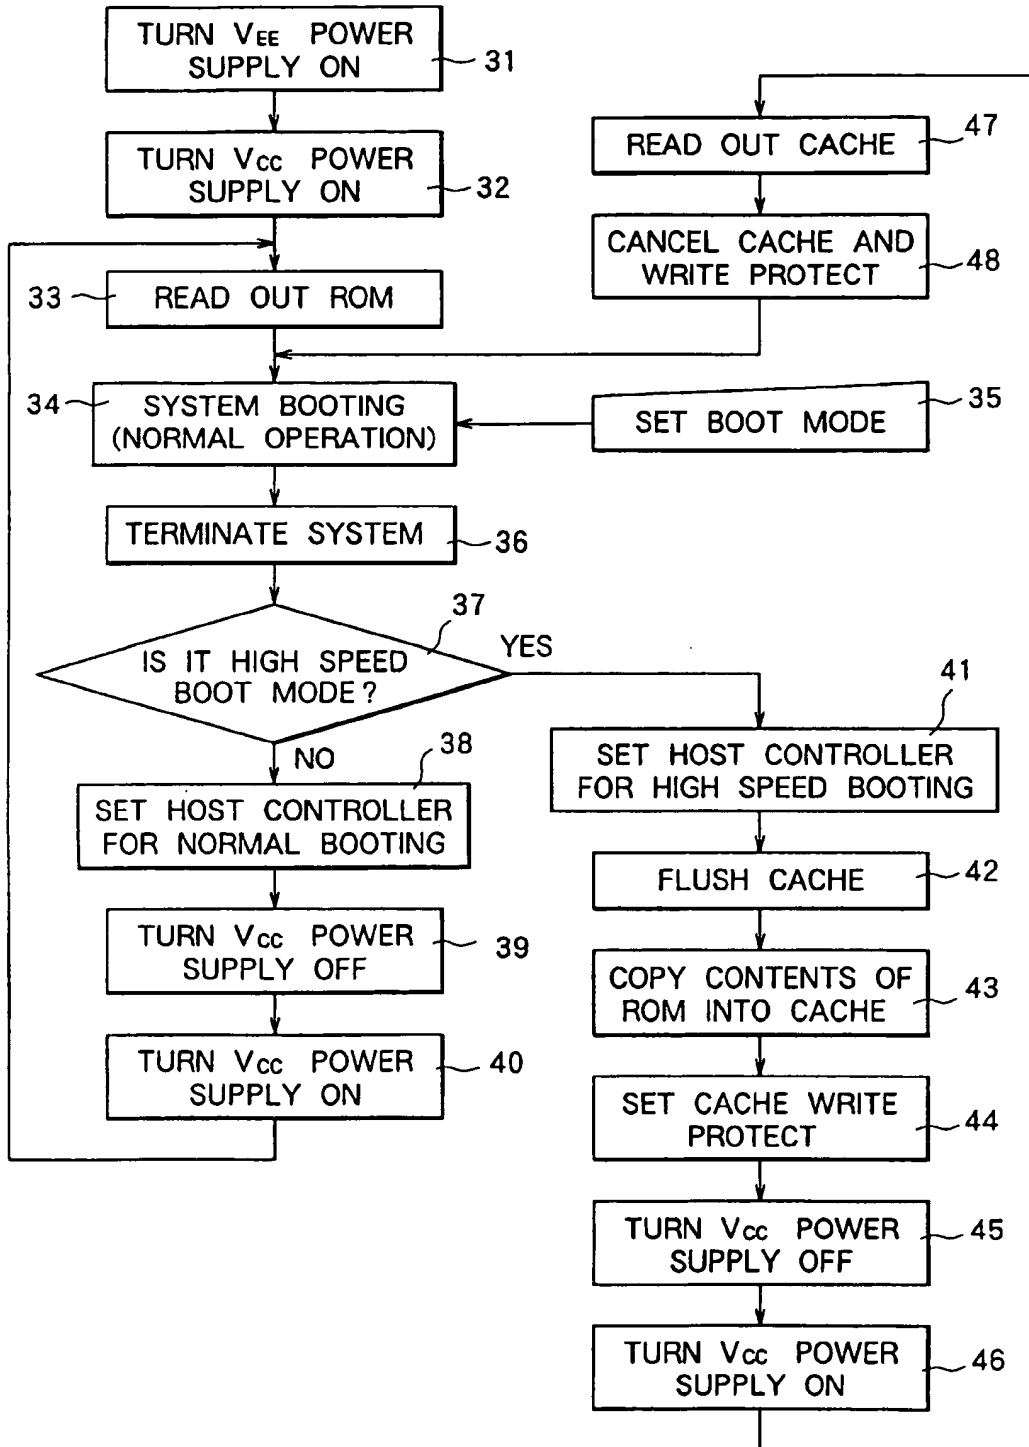 TURN VEE POWER
SUPPLY ON
31
TURN VCC POWER
SUPPLY ON
32
33
READ OUT ROM
34
SYSTEM BOOTING
(NORMAL OPERATION)
TERMINATE SYSTEM
36
37
IS IT HIGH SPEED
BOOT MODE?
YES
NO
38
SET HOST CONTROLLER
FOR NORMAL BOOTING
TURN VCC POWER
SUPPLY OFF
39
TURN VCC POWER
SUPPLY ON
40
READ OUT CACHE
47
CANCEL CACHE AND
WRITE PROTECT
48
SET BOOT MODE
35
41
SET HOST CONTROLLER
FOR HIGH SPEED BOOTING
FLUSH CACHE
42
COPY CONTENTS OF
ROM INTO CACHE
43
SET CACHE WRITE
PROTECT
44
TURN VCC POWER
SUPPLY OFF
45
TURN VCC POWER
SUPPLY ON
46